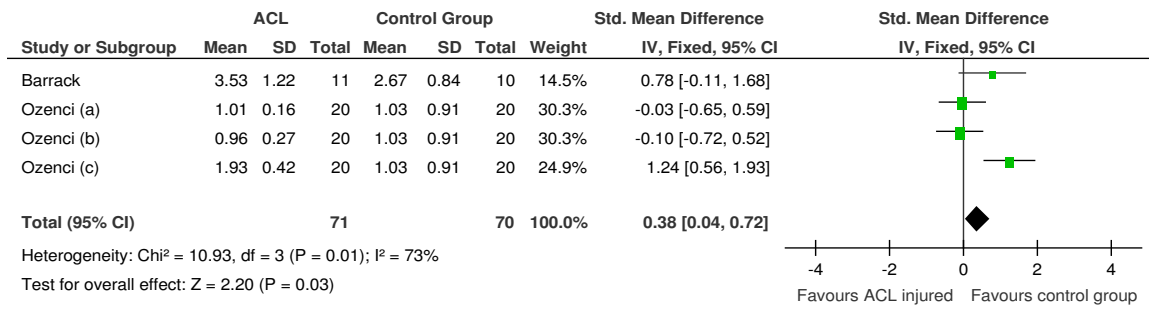 ACL Control Group Std. Mean Difference Std. Mean Difference
Study or Subgroup Mean SD Total Mean SD Total Weight IV, Fixed, 95% CI IV, Fixed, 95% CI
Barrack 3.53 1.22 11 2.67 0.84 10 14.5% 0.78 [-0.11, 1.68]
Ozenci (a) 1.01 0.16 20 1.03 0.91 20 30.3% -0.03 [-0.65, 0.59]
Ozenci (b) 0.96 0.27 20 1.03 0.91 20 30.3% -0.10 [-0.72, 0.52]
Ozenci (c) 1.93 0.42 20 1.03 0.91 20 24.9% 1.24 [0.56, 1.93]
Total (95% CI) 71 70 100.0% 0.38 [0.04, 0.72]
Heterogeneity: Chi² = 10.93, df = 3 (P = 0.01); I² = 73%
Test for overall effect: Z = 2.20 (P = 0.03)
-4 -2 0 2 4
Favours ACL injured Favours control group